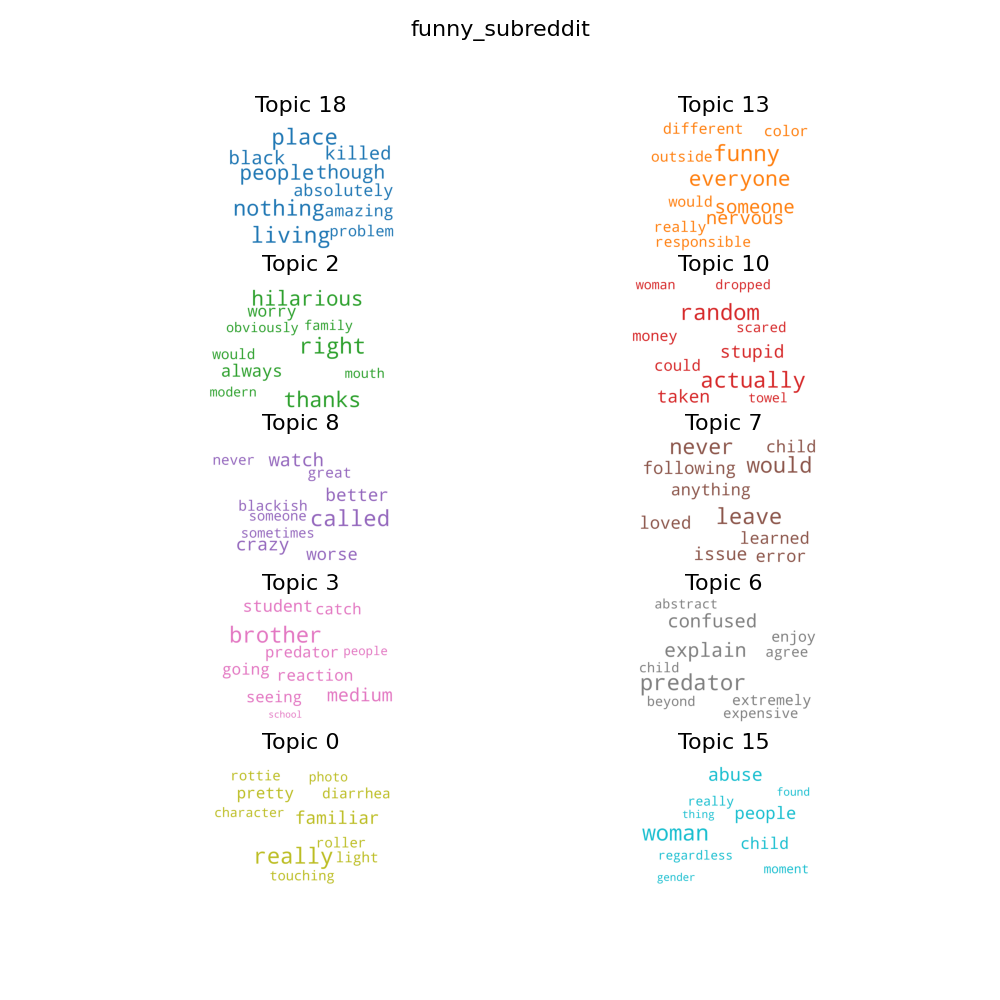 funny_subreddit
Topic 18
place
black killed
people though
absolutely
nothing amazing
living problem
Topic 13
different color
outside funny
everyone
would someone
nervous
really
responsible
Topic 2
hilarious
worry
obviously family
right
would
always mouth
modern
thanks
Topic 10
woman dropped
random
scared
money
stupid
could
actually
taken towel
Topic 8
never watch
great
better
blackish
someone called
sometimes
crazy
worse
Topic 7
never child
following would
anything
loved leave
learned
issue error
Topic 3
student catch
brother
predator people
going reaction
seeing medium
school
Topic 6
abstract
confused
enjoy
explain agree
child
predator
beyond extremely
expensive
Topic 0
rottie photo
pretty diarrhea
character familiar
roller
really light
touching
Topic 15
abuse
found
really
thing people
woman
child
regardless
moment
gender